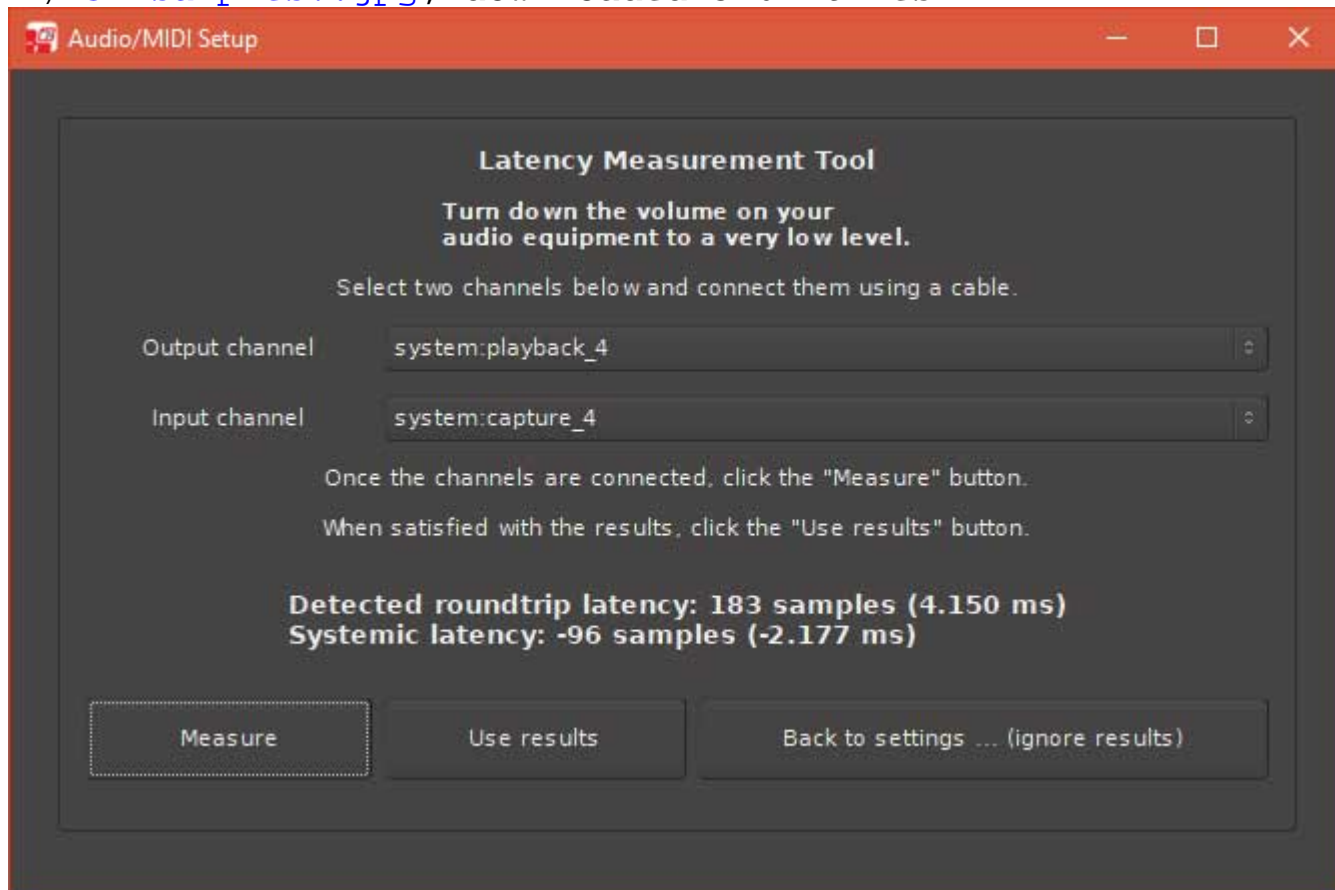 Audio/MIDI Setup
Latency Measurement Tool
Turn down the volume on your
audio equipment to a very low level.
Select two channels below and connect them using a cable.
Output channel system:playback_4
Input channel system:capture_4
Once the channels are connected, click the "Measure" button.
When satisfied with the results, click the "Use results" button.
Detected roundtrip latency: 183 samples (4.150 ms)
Systemic latency: -96 samples (-2.177 ms)
Measure Use results Back to settings ... (ignore results)